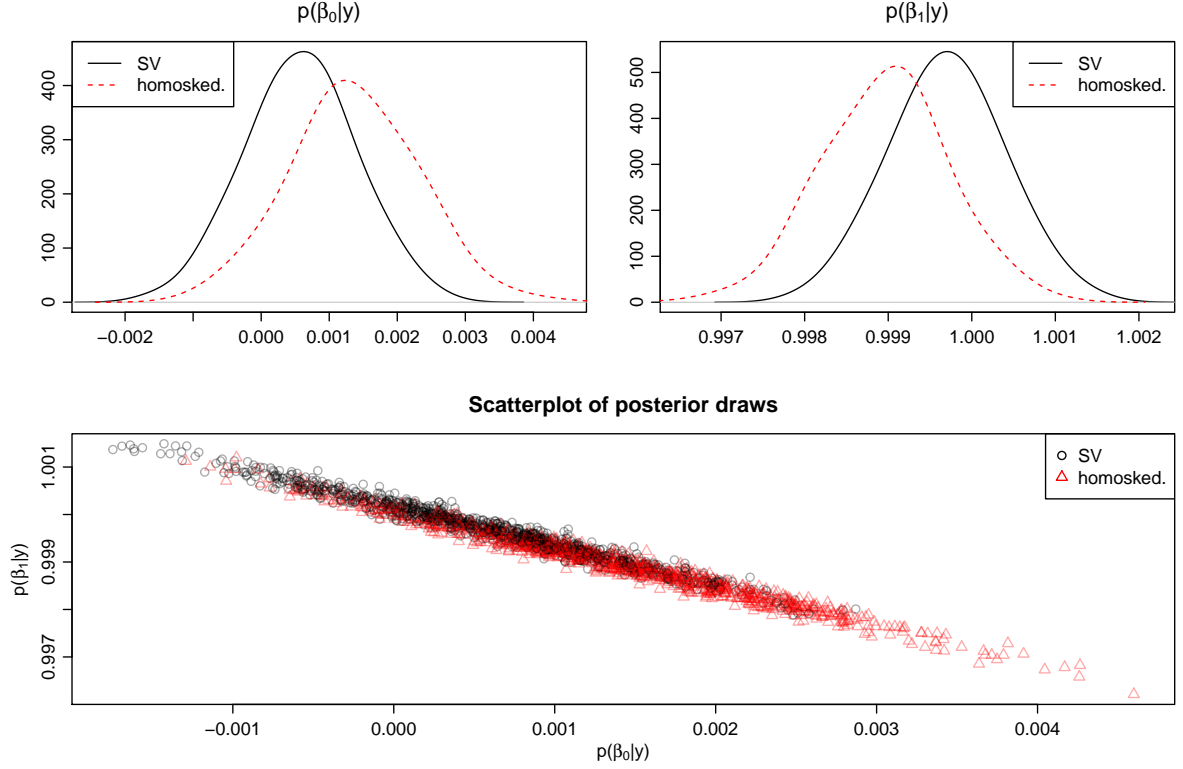 p(β0|y)
SV
homosked.
0
100
200
300
400
−0.002
0.000
0.001
0.002
0.003
0.004
p(β1|y)
SV
homosked.
0
100
200
300
400
500
0.997
0.998
0.999
1.000
1.001
1.002
Scatterplot of posterior draws
SV
homosked.
p(β1|y)
0.997
0.999
1.001
−0.001
0.000
0.001
0.002
0.003
0.004
p(β0|y)